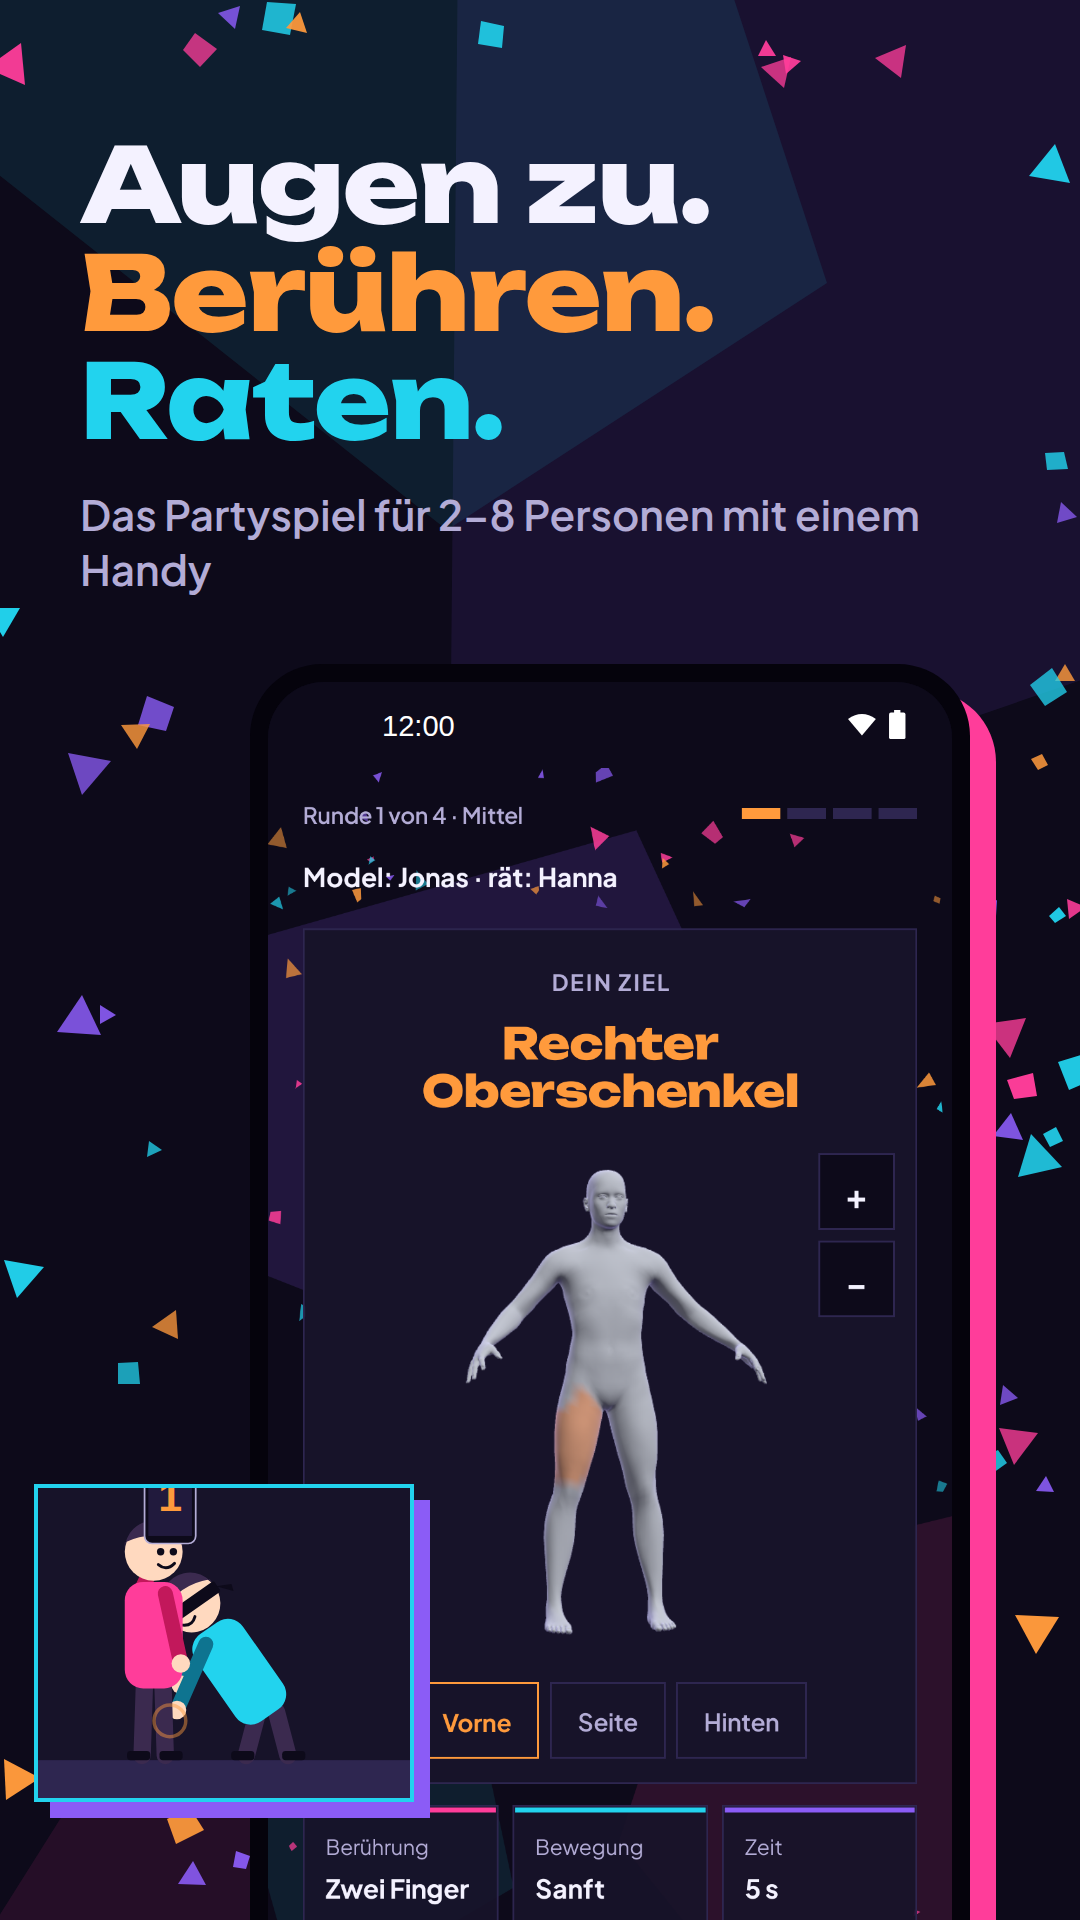 Augen zu.
Berühren.
Raten.
Das Partyspiel für 2–8 Personen mit einem
Handy
12:00
Runde 1 von 4 · Mittel
Model: Jonas · rät: Hanna
DEIN ZIEL
Rechter
Oberschenkel
+
–
1
Vorne
Seite
Hinten
Berührung
Zwei Finger
Bewegung
Sanft
Zeit
5 s